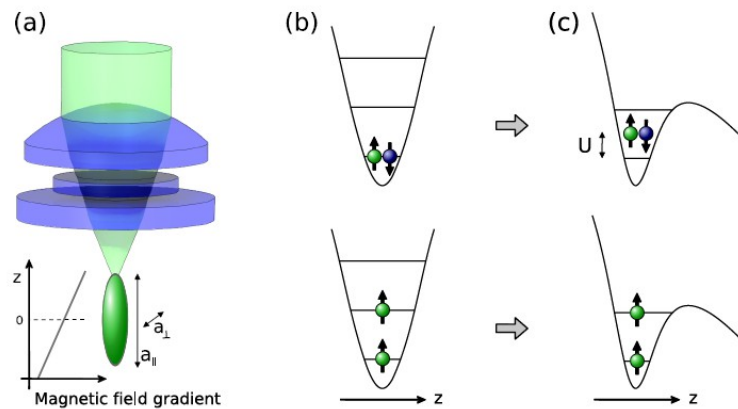 (a)
(b)
(c)
U
z
0
a⊥
a∥
Magnetic field gradient
z
z